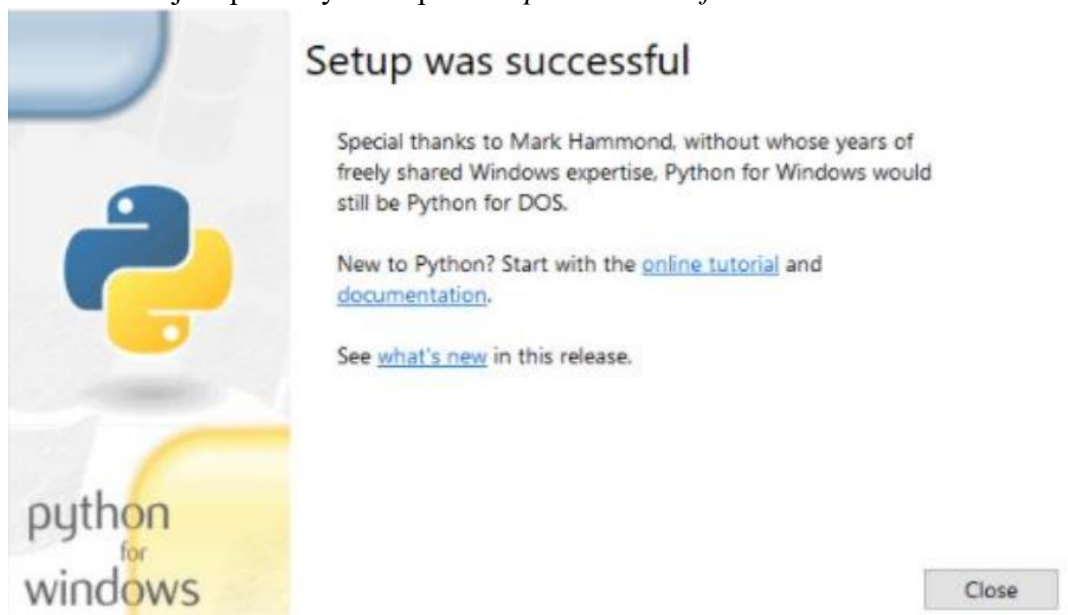 Setup was successful
Special thanks to Mark Hammond, without whose years of
freely shared Windows expertise, Python for Windows would
still be Python for DOS.
New to Python? Start with the online tutorial and
documentation.
See what's new in this release.
python
for
windows
Close